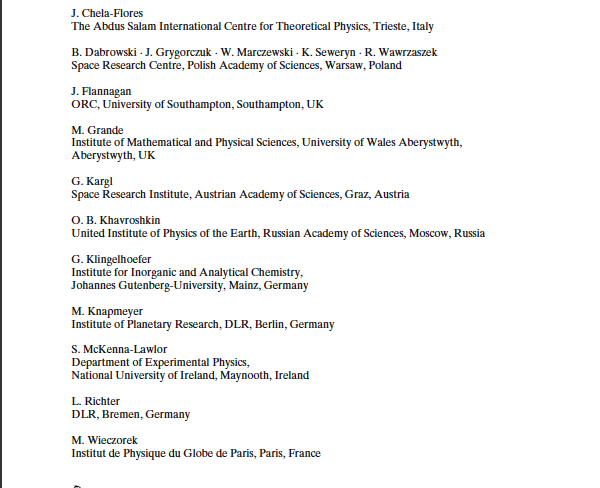 J. Chela-Flores
The Abdus Salam International Centre for Theoretical Physics, Trieste, Italy
B. Dabrowski · J. Grygorczuk · W. Marczewski · K. Seweryn · R. Wawrzaszek
Space Research Centre, Polish Academy of Sciences, Warsaw, Poland
J. Flannagan
ORC, University of Southampton, Southampton, UK
M. Grande
Institute of Mathematical and Physical Sciences, University of Wales Aberystwyth,
Aberystwyth, UK
G. Kargl
Space Research Institute, Austrian Academy of Sciences, Graz, Austria
O. B. Khavroshkin
United Institute of Physics of the Earth, Russian Academy of Sciences, Moscow, Russia
G. Klingelhoefer
Institute for Inorganic and Analytical Chemistry,
Johannes Gutenberg-University, Mainz, Germany
M. Knapmeyer
Institute of Planetary Research, DLR, Berlin, Germany
S. McKenna-Lawlor
Department of Experimental Physics,
National University of Ireland, Maynooth, Ireland
L. Richter
DLR, Bremen, Germany
M. Wieczorek
Institut de Physique du Globe de Paris, Paris, France